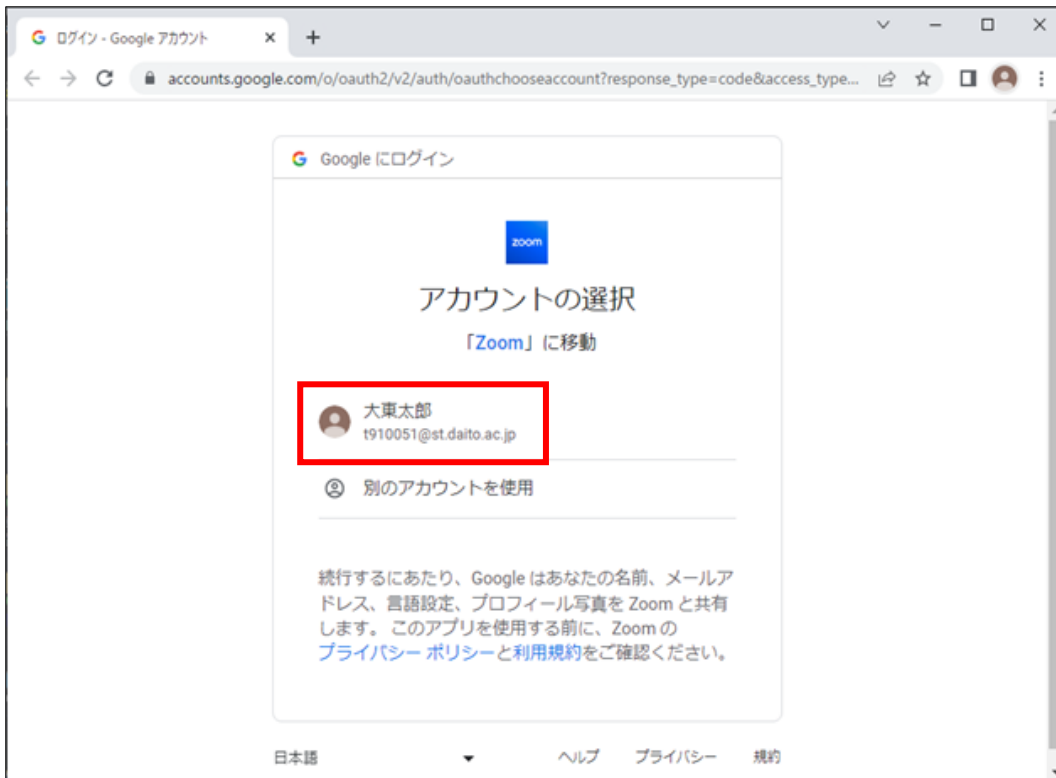 ログイン - Google アカウント
accounts.google.com/o/oauth2/v2/auth/oauthchooseaccount?response_type=code&access_type...
Google にログイン
zoom
アカウントの選択
「Zoom」に移動
大東太郎
t910051@st.daito.ac.jp
別のアカウントを使用
続行するにあたり、Google はあなたの名前、メールア
ドレス、言語設定、プロフィール写真を Zoom と共有
します。 このアプリを使用する前に、Zoom の
プライバシー ポリシーと利用規約をご確認ください。
日本語 ヘルプ プライバシー 規約